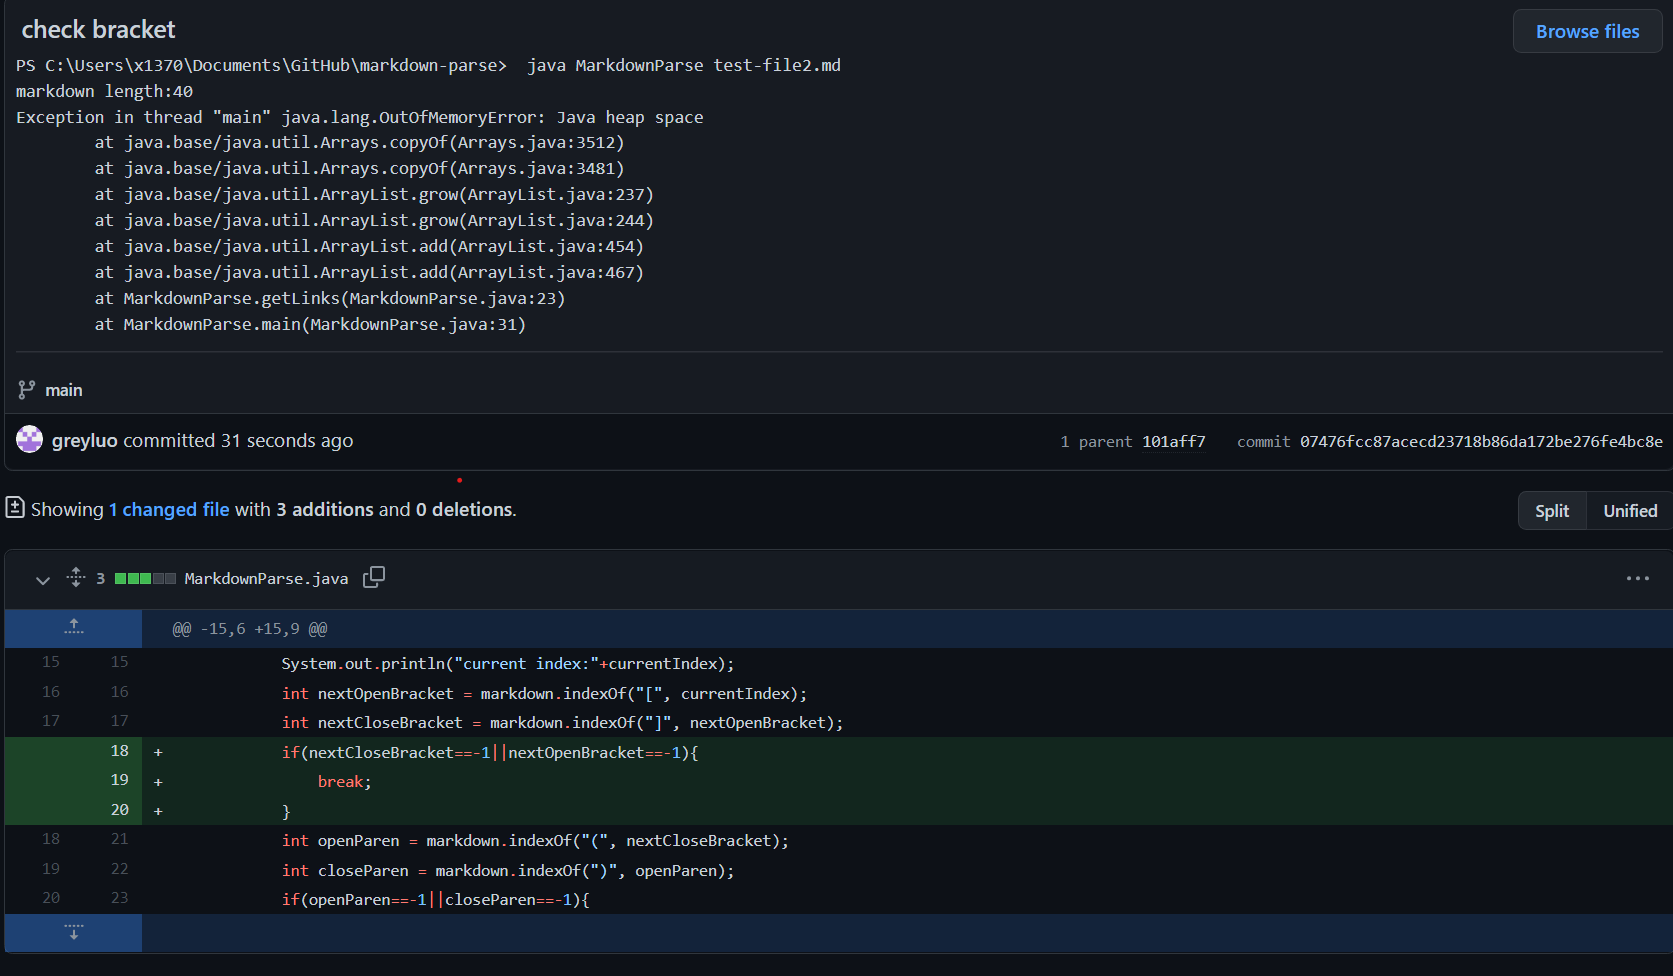 check bracket
Browse files
PS C:\Users\x1370\Documents\GitHub\markdown-parse>  java MarkdownParse test-file2.md
markdown length:40
Exception in thread "main" java.lang.OutOfMemoryError: Java heap space
        at java.base/java.util.Arrays.copyOf(Arrays.java:3512)
        at java.base/java.util.Arrays.copyOf(Arrays.java:3481)
        at java.base/java.util.ArrayList.grow(ArrayList.java:237)
        at java.base/java.util.ArrayList.grow(ArrayList.java:244)
        at java.base/java.util.ArrayList.add(ArrayList.java:454)
        at java.base/java.util.ArrayList.add(ArrayList.java:467)
        at MarkdownParse.getLinks(MarkdownParse.java:23)
        at MarkdownParse.main(MarkdownParse.java:31)
main
greyluo committed 31 seconds ago 1 parent 101aff7 commit 07476fcc87acecd23718b86da172be276fe4bc8e
Showing 1 changed file with 3 additions and 0 deletions. Split Unified
3 MarkdownParse.java
@@ -15,6 +15,9 @@
15 15 System.out.println("current index:"+currentIndex);
16 16 int nextOpenBracket = markdown.indexOf("[", currentIndex);
17 17 int nextCloseBracket = markdown.indexOf("]", nextOpenBracket);
18 + if(nextCloseBracket==-1||nextOpenBracket==-1){
19 + break;
20 + }
18 21 int openParen = markdown.indexOf("(", nextCloseBracket);
19 22 int closeParen = markdown.indexOf(")", openParen);
20 23 if(openParen==-1||closeParen==-1){